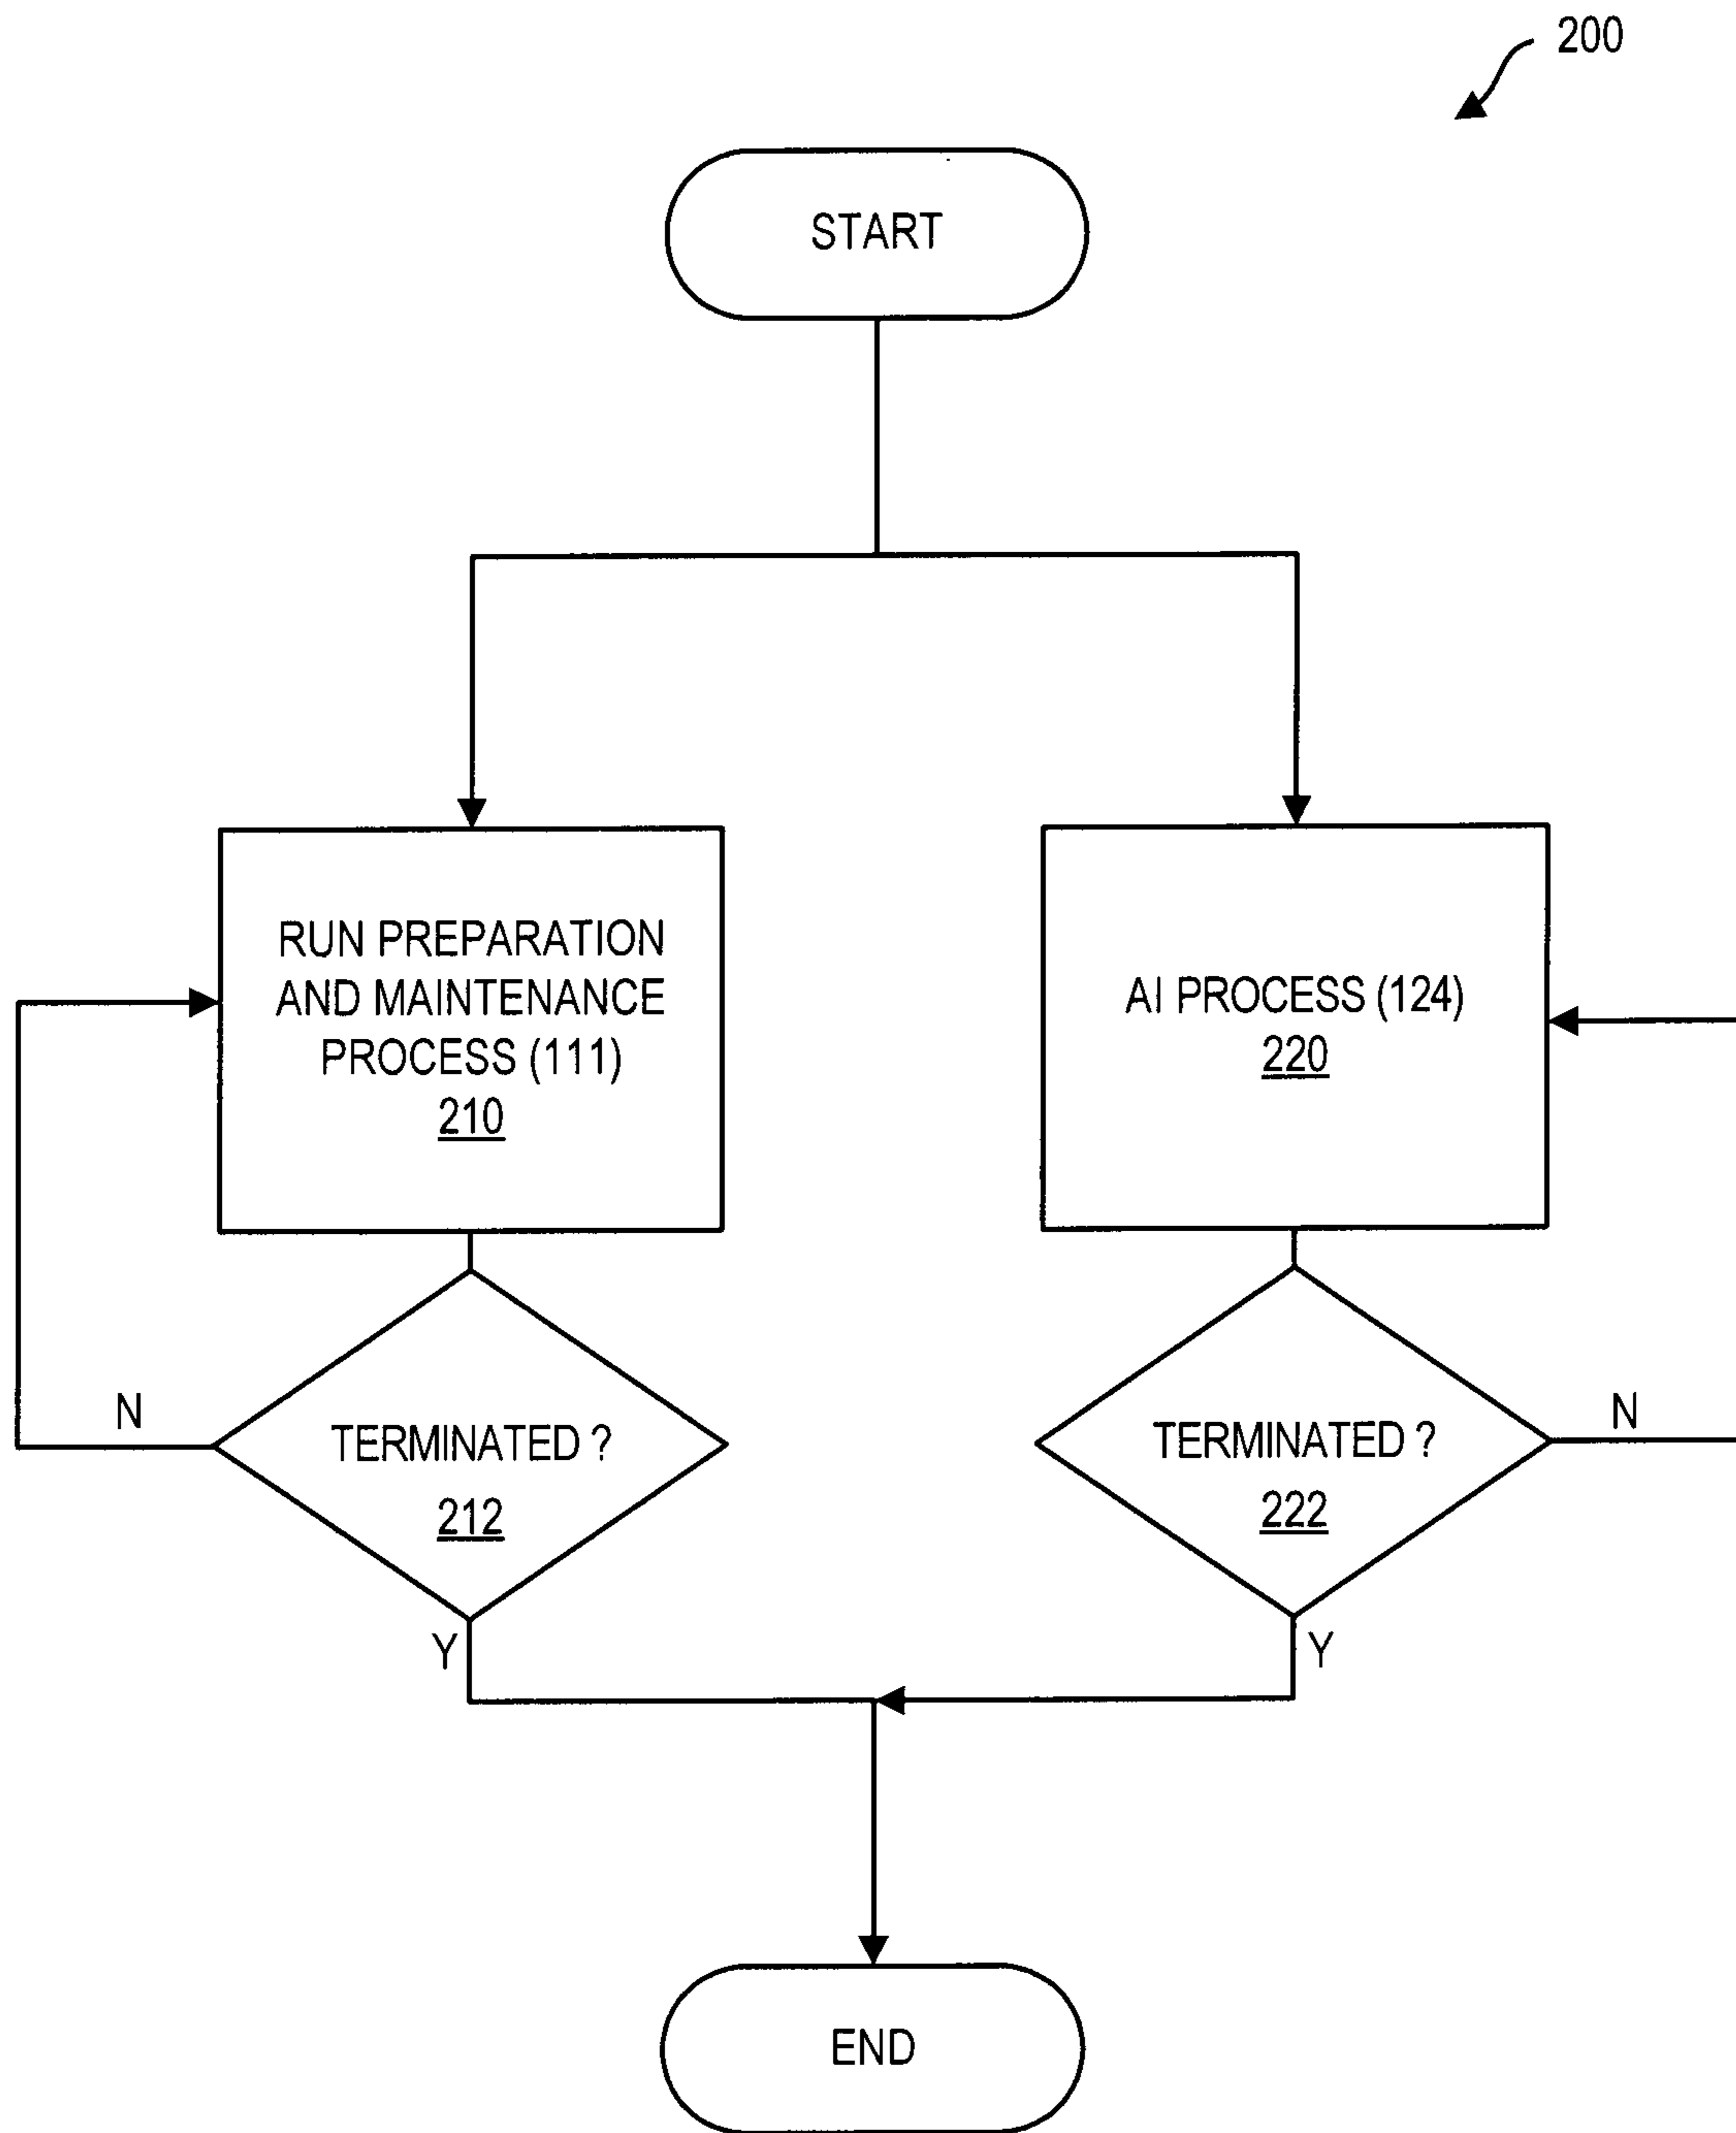 200
START
RUN PREPARATION
AND MAINTENANCE
PROCESS (111)
210
AI PROCESS (124)
220
N
TERMINATED ?
212
TERMINATED ?
222
N
Y
Y
END